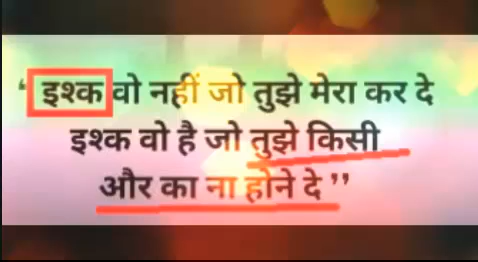 ‘ इश्क वो नहीं जो तुझे मेरा कर दे
इश्क वो है जो तुझे किसी
और का ना होने दे ’’